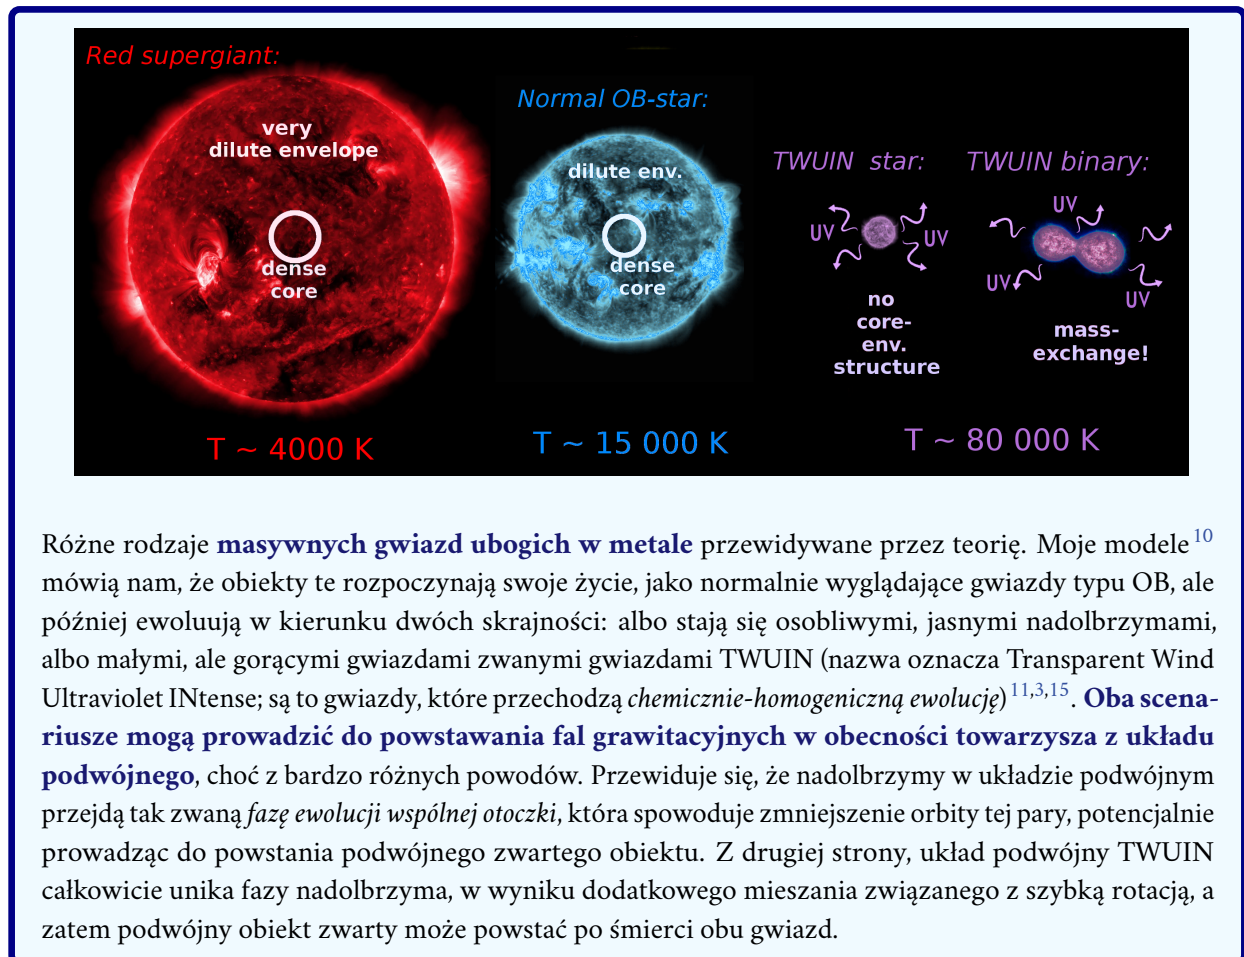 Red supergiant:
very
dilute envelope
dense
core
T ~ 4000 K
Normal OB-star:
dilute env.
dense
core
T ~ 15 000 K
TWUIN star:
UV
UV
no
core-
env.
structure
TWUIN binary:
UV
UV
UV
mass-
exchange!
T ~ 80 000 K
Różne rodzaje masywnych gwiazd ubogich w metale przewidywane przez teorię. Moje modele10
mówią nam, że obiekty te rozpoczynają swoje życie, jako normalnie wyglądające gwiazdy typu OB, ale
później ewoluują w kierunku dwóch skrajności: albo stają się osobliwymi, jasnymi nadolbrzymami,
albo małymi, ale gorącymi gwiazdami zwanymi gwiazdami TWUIN (nazwa oznacza Transparent Wind
Ultraviolet INtense; są to gwiazdy, które przechodzą chemicznie-homogeniczną ewolucję)11,3,15. Oba scena-
riusze mogą prowadzić do powstawania fal grawitacyjnych w obecności towarzysza z układu
podwójnego, choć z bardzo różnych powodów. Przewiduje się, że nadolbrzymy w układzie podwójnym
przejdą tak zwaną fazę ewolucji wspólnej otoczki, która spowoduje zmniejszenie orbity tej pary, potencjalnie
prowadząc do powstania podwójnego zwartego obiektu. Z drugiej strony, układ podwójny TWUIN
całkowicie unika fazy nadolbrzyma, w wyniku dodatkowego mieszania związanego z szybką rotacją, a
zatem podwójny obiekt zwarty może powstać po śmierci obu gwiazd.